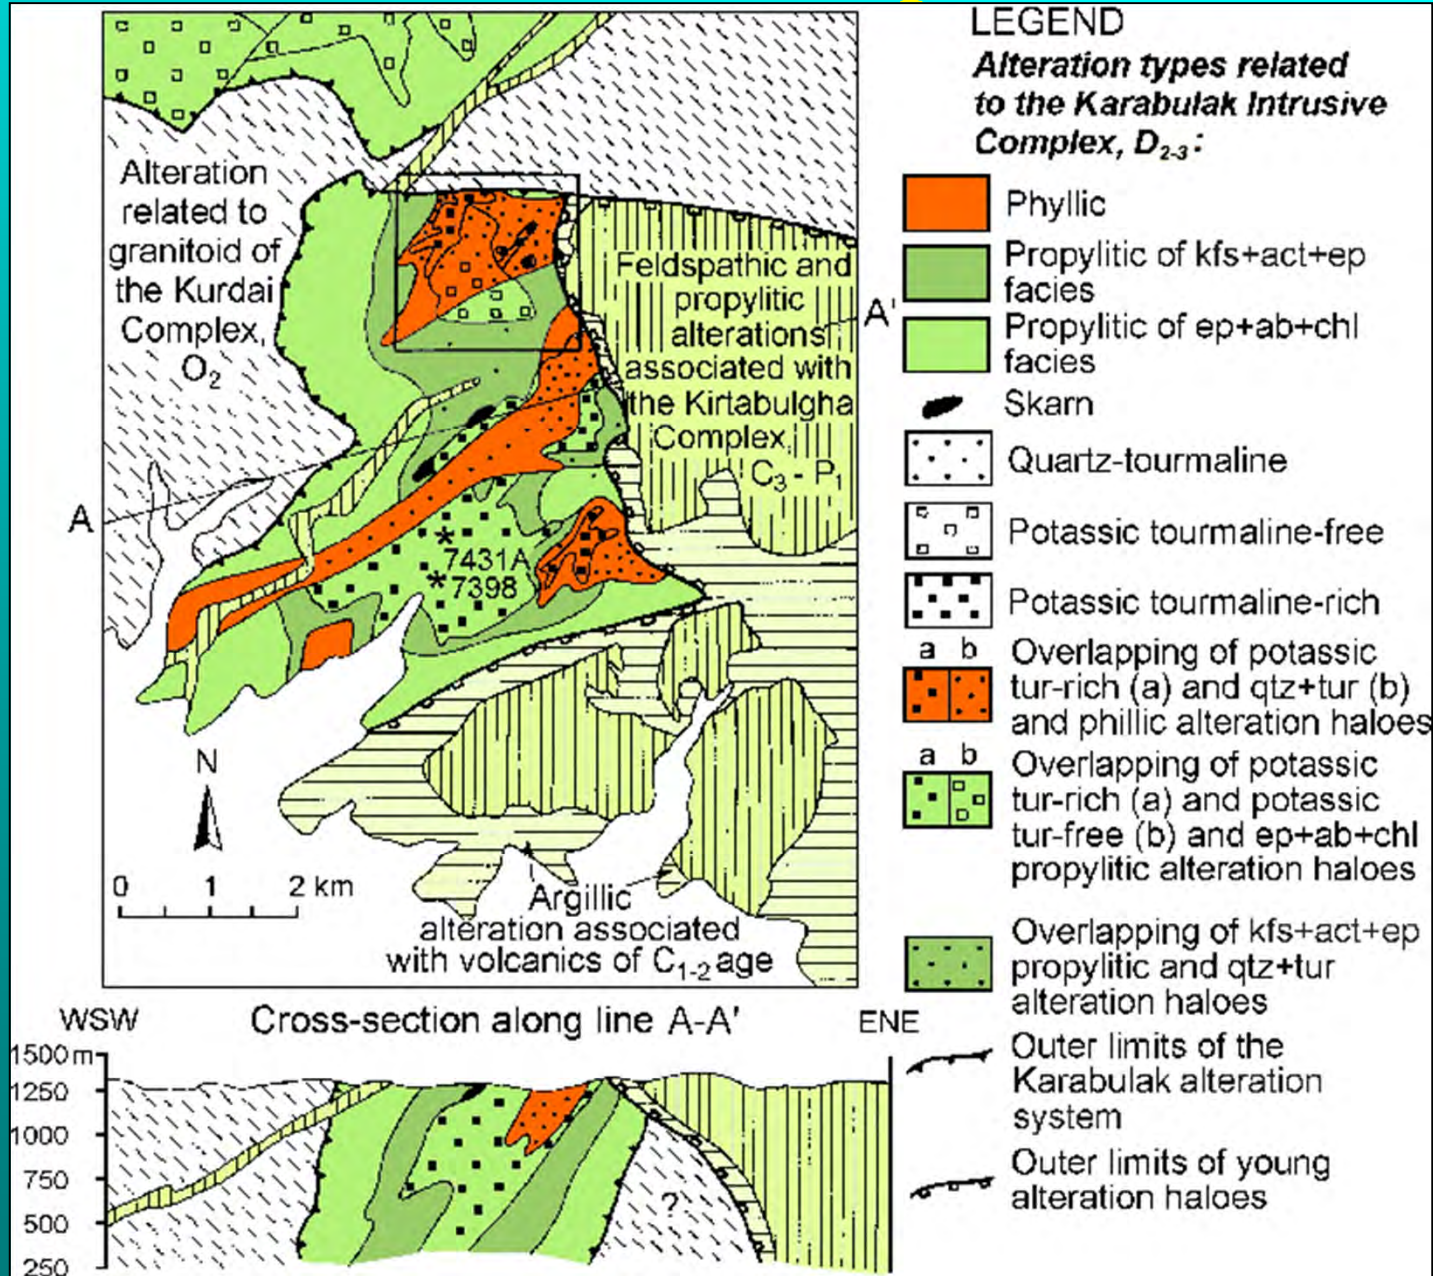 LEGEND
Alteration types related
to the Karabulak Intrusive
Complex, D2-3:
Phyllic
Propylitic of kfs+act+ep
facies
Propylitic of ep+ab+chl
facies
Skarn
Quartz-tourmaline
Potassic tourmaline-free
Potassic tourmaline-rich
a b
Overlapping of potassic
tur-rich (a) and qtz+tur (b)
and phillic alteration haloes
a b
Overlapping of potassic
tur-rich (a) and potassic
tur-free (b) and ep+ab+chl
propylitic alteration haloes
Overlapping of kfs+act+ep
propylitic and qtz+tur
alteration haloes
Outer limits of the
Karabulak alteration
system
Outer limits of young
alteration haloes
Alteration
related to
granitoid of
the Kurdai
Complex,
O2
Feldspathic and
propylitic
alterations
associated with
the Kirtabulgha
Complex,
C3 - P1
A'
A
*
7431A
*7398
N
0 1 2 km
Argillic
alteration associated
with volcanics of C1-2 age
WSW Cross-section along line A-A' ENE
1500 m
1250
1000
750
500
250
?